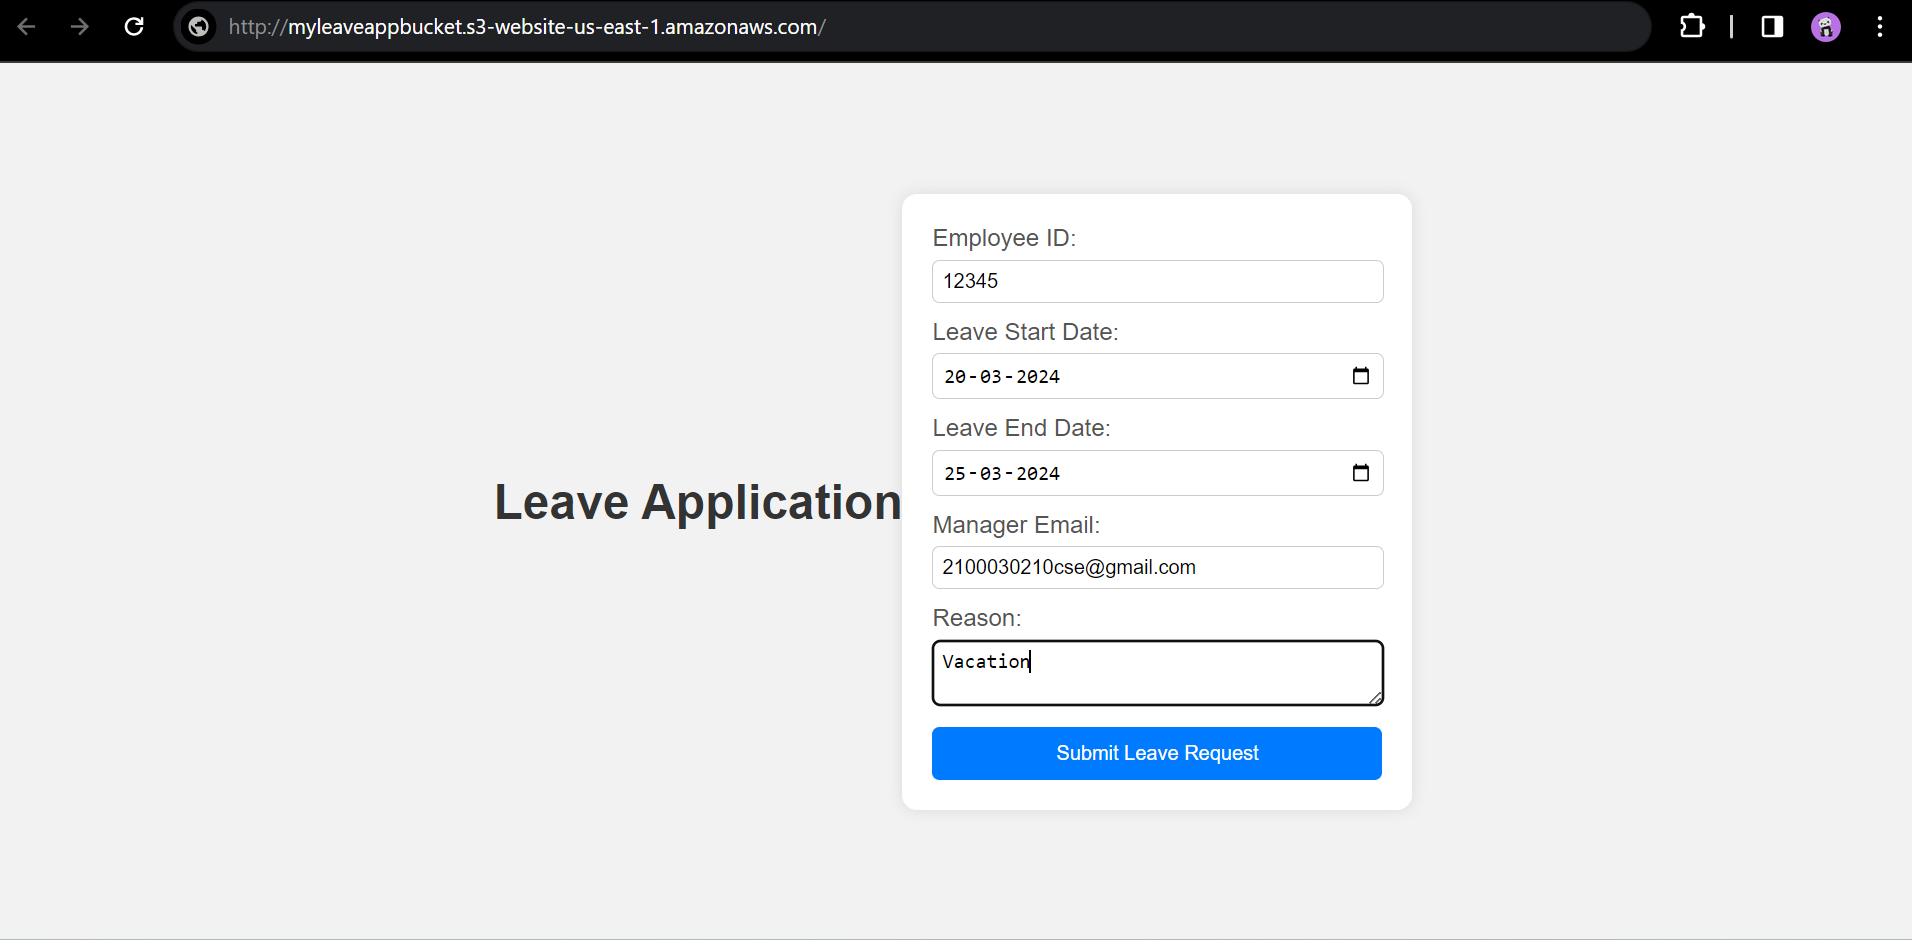 http://myleaveappbucket.s3-website-us-east-1.amazonaws.com/
Leave Application
Employee ID:
12345
Leave Start Date:
20-03-2024
Leave End Date:
25-03-2024
Manager Email:
2100030210cse@gmail.com
Reason:
Vacation
Submit Leave Request